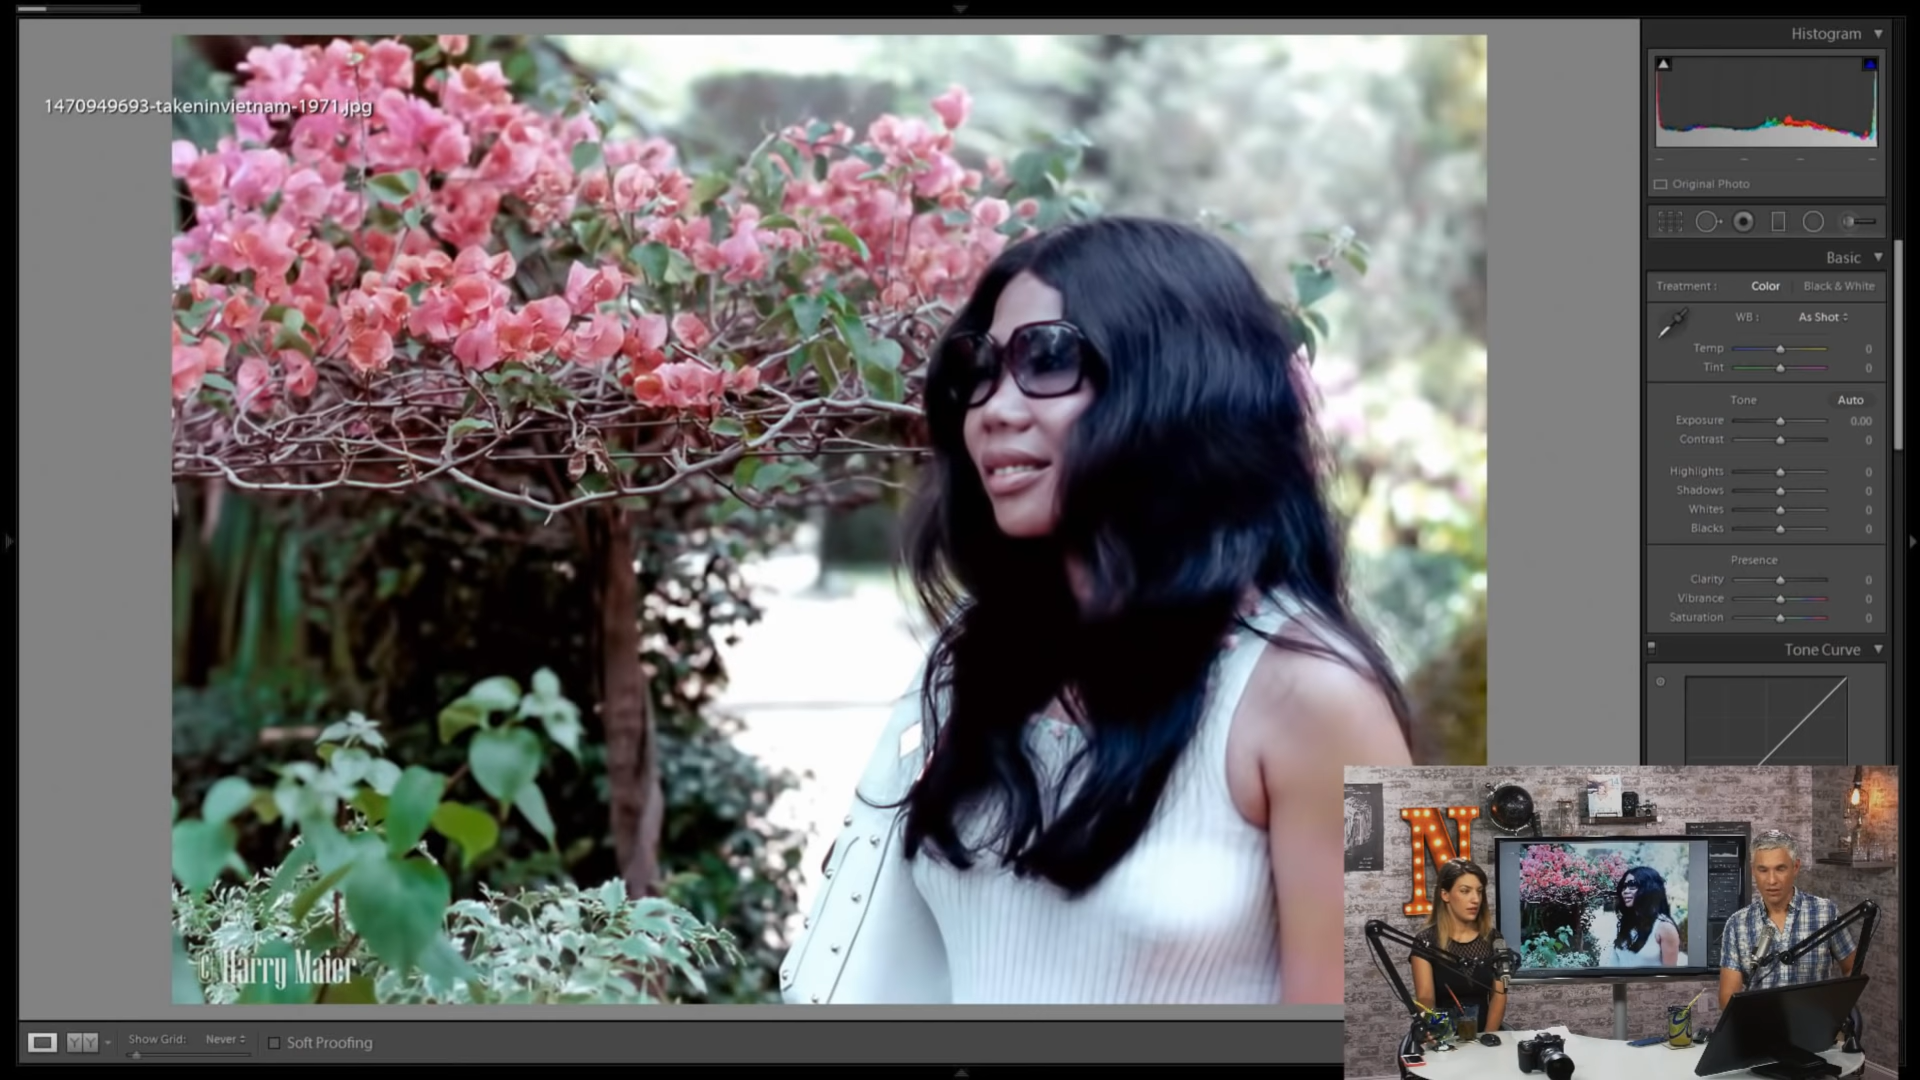 Histogram
1470949693-takeninvietnam-1971.jpg
Original Photo
Basic
Treatment :
Color
Black & White
WB :
As Shot
Temp
0
Tint
0
Tone
Auto
Exposure
0.00
Contrast
0
Highlights
0
Shadows
0
Whites
0
Blacks
0
Presence
Clarity
0
Vibrance
0
Saturation
0
Tone Curve
N
© Harry Maier
Y Y
Show Grid:
Never
Soft Proofing